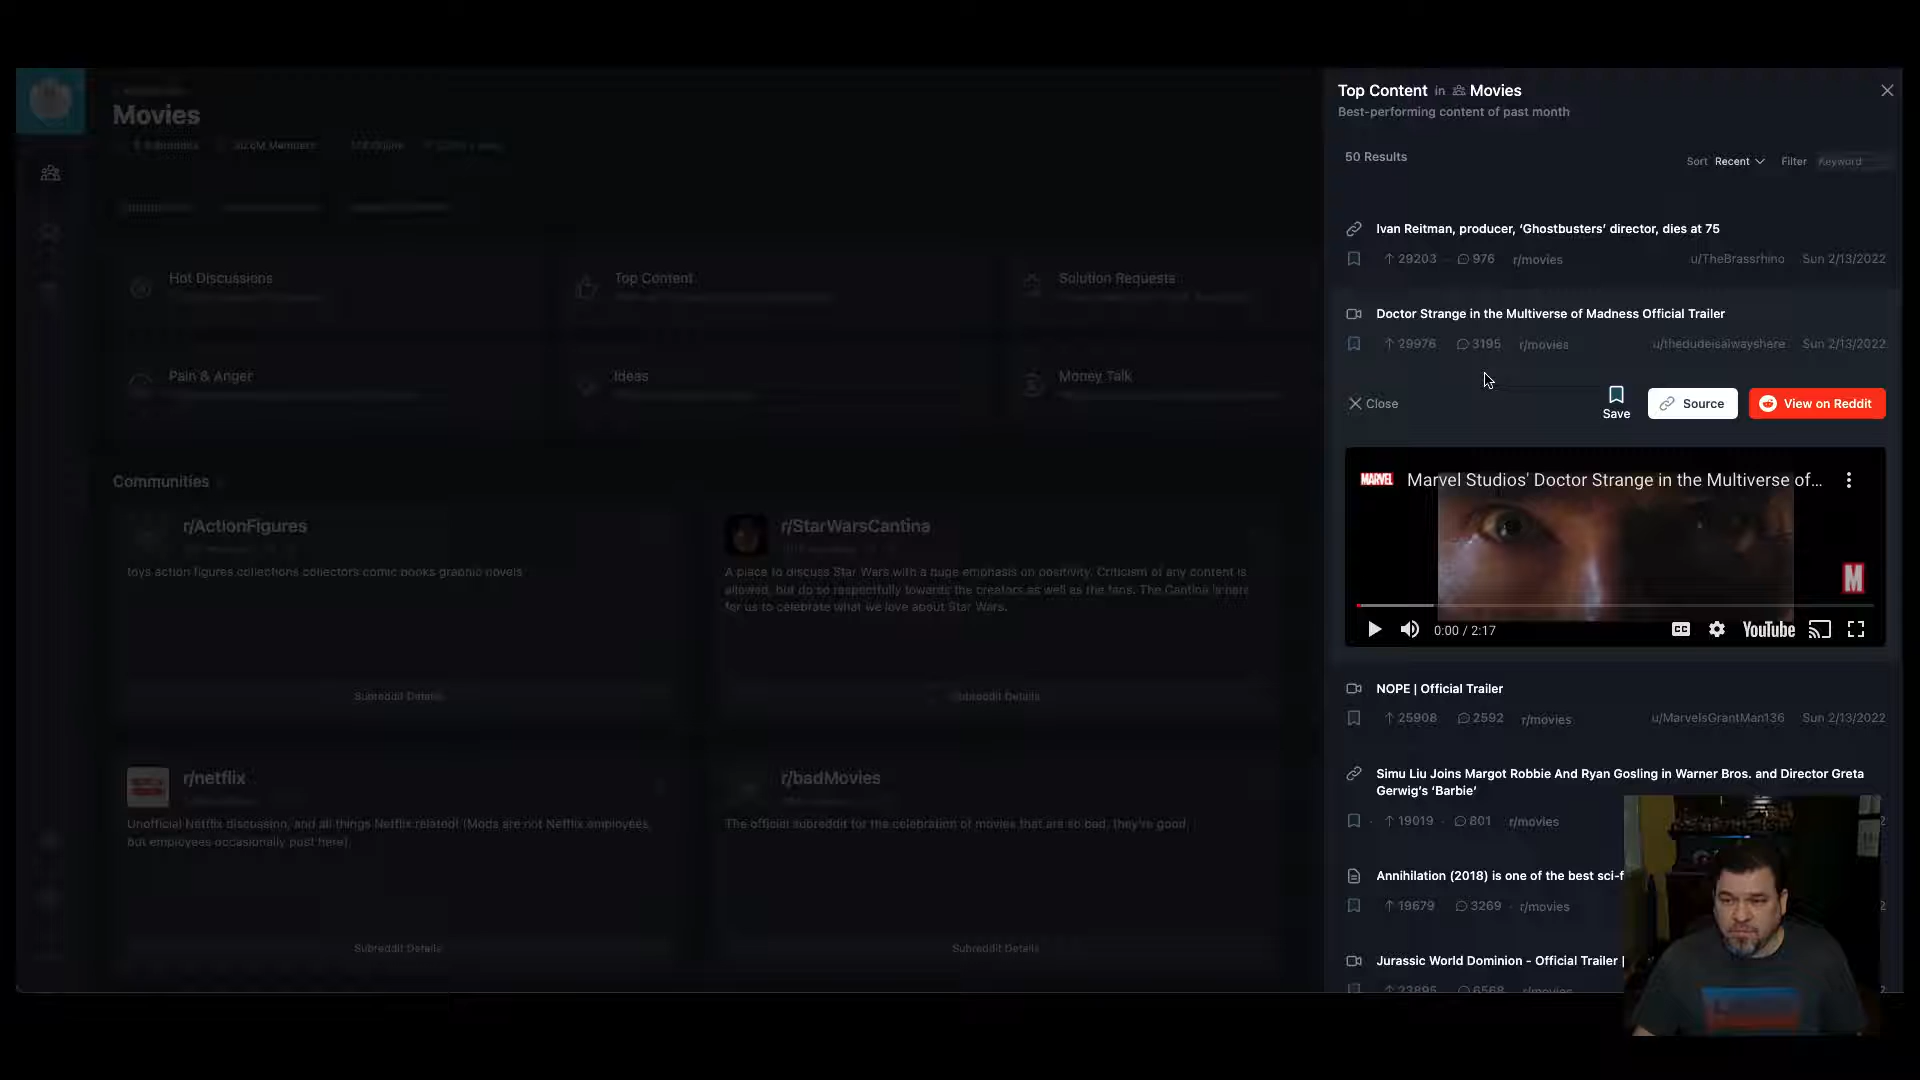 Movies
30.6M Members
Hot Discussions
Top Content
Solution Requests
Pain & Anger
Ideas
Money Talk
Communities
r/ActionFigures
toys action figures collections collectors comic books graphic novels
Subreddit Details
r/StarWarsCantina
A place to discuss Star Wars with a huge emphasis on positivity. Criticism of any content is
allowed, but do so respectfully towards the creators as well as the fans. The Cantina is here
for us to celebrate what we love about Star Wars.
Subreddit Details
r/netflix
Unofficial Netflix discussion, and all things Netflix related! (Mods are not Netflix employees,
but employees occasionally post here)
Subreddit Details
r/badMovies
The official subreddit for the celebration of movies that are so bad, they're good.
Subreddit Details
Top Content in Movies
Best-performing content of past month
50 Results
Sort Recent Filter Keyword
Ivan Reitman, producer, ‘Ghostbusters’ director, dies at 75
29203 976 r/movies u/TheBrassrhino Sun 2/13/2022
Doctor Strange in the Multiverse of Madness Official Trailer
29976 3195 r/movies u/thedudeisalwayshere Sun 2/13/2022
Close Save Source View on Reddit
MARVEL Marvel Studios' Doctor Strange in the Multiverse of...
M
0:00 / 2:17 CC YouTube
NOPE | Official Trailer
25908 2592 r/movies u/MarvelsGrantMan136 Sun 2/13/2022
Simu Liu Joins Margot Robbie And Ryan Gosling in Warner Bros. and Director Greta
Gerwig’s ‘Barbie’
19019 801 r/movies 2
Annihilation (2018) is one of the best sci-f
19679 3269 r/movies 2
Jurassic World Dominion - Official Trailer |
23895 6568 r/movies